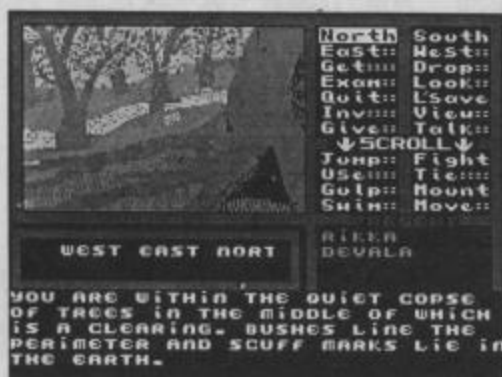 North South
East:: West::
Get::::: Drop::
Exam:: Look::
Quit:: L'Save
Inv::::: View::
Give:: Talk::
↓SCROLL↓
Jump:: Fight
Use::::: Tie:::::
Gulp:: Mount
Swim:: Move::
WEST EAST NORT
RIKKA
DEVALA
YOU ARE WITHIN THE QUIET COPSE
OF TREES IN THE MIDDLE OF WHICH
IS A CLEARING. BUSHES LINE THE
PERIMETER AND SCUFF MARKS LIE IN
THE EARTH.